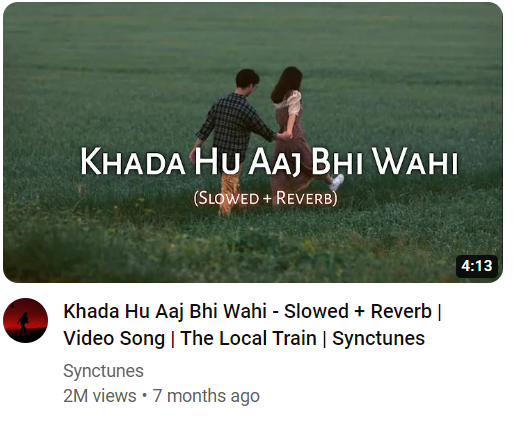 Khada Hu Aaj Bhi Wahi
(Slowed + Reverb)
4:13
Khada Hu Aaj Bhi Wahi - Slowed + Reverb |
Video Song | The Local Train | Synctunes
Synctunes
2M views • 7 months ago